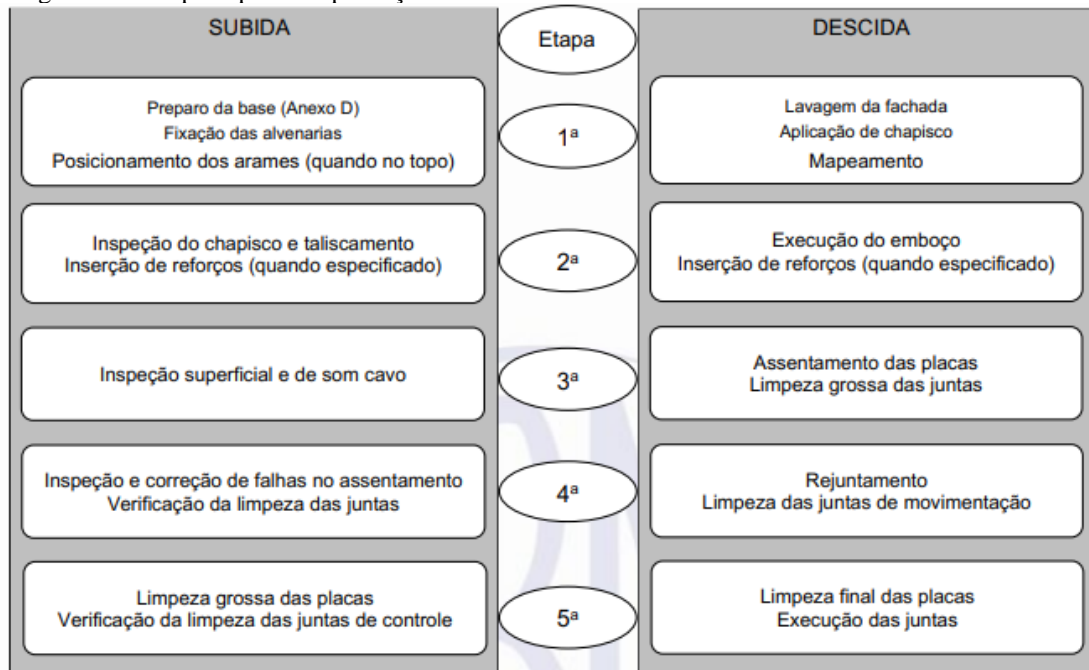 SUBIDA
Etapa
DESCIDA
Preparo da base (Anexo D)
Fixação das alvenarias
Posicionamento dos arames (quando no topo)
1ª
Lavagem da fachada
Aplicação de chapisco
Mapeamento
Inspeção do chapisco e taliscamento
Inserção de reforços (quando especificado)
2ª
Execução do emboço
Inserção de reforços (quando especificado)
Inspeção superficial e de som cavo
3ª
Assentamento das placas
Limpeza grossa das juntas
Inspeção e correção de falhas no assentamento
Verificação da limpeza das juntas
4ª
Rejuntamento
Limpeza das juntas de movimentação
Limpeza grossa das placas
Verificação da limpeza das juntas de controle
5ª
Limpeza final das placas
Execução das juntas